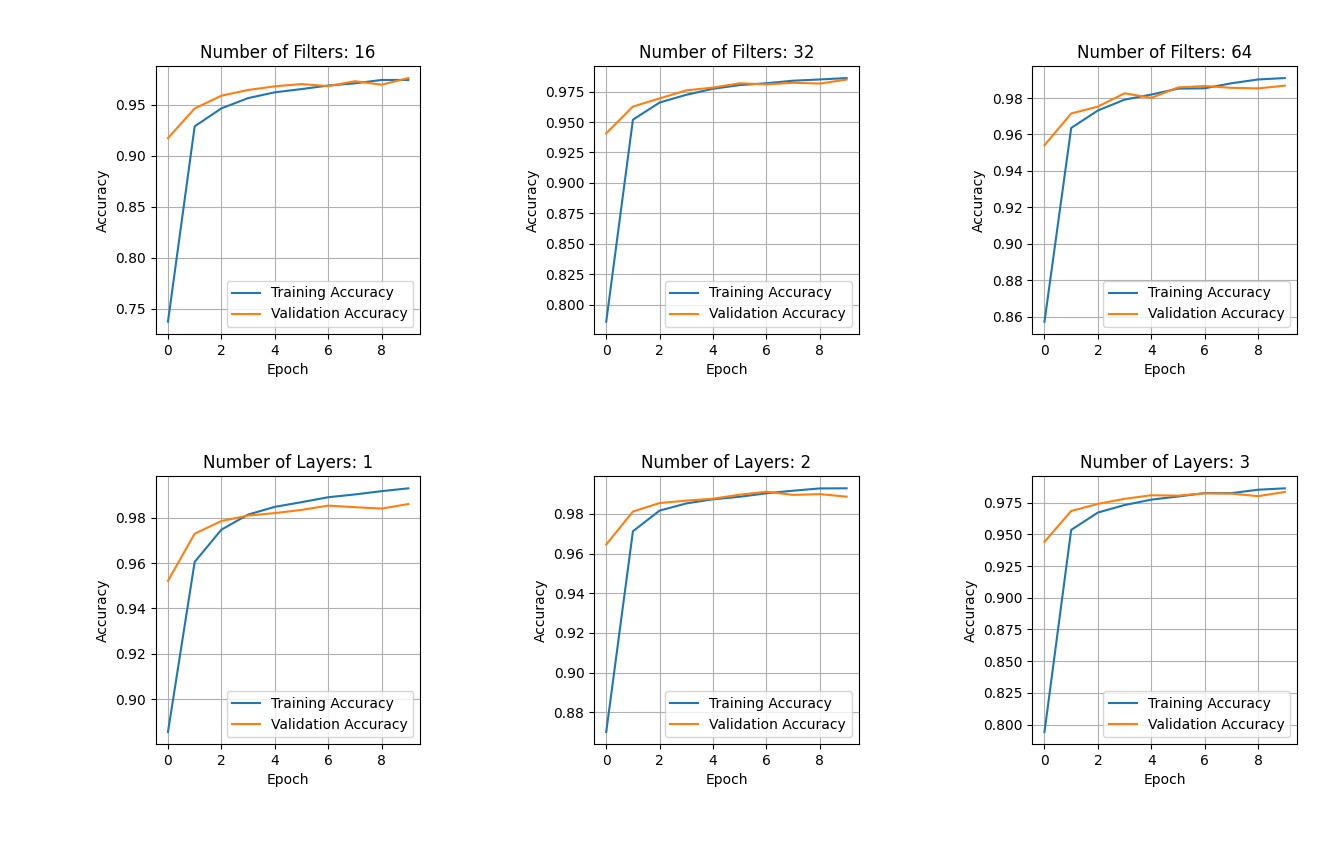 Number of Filters: 16
0.95
0.90
0.85
0.80
0.75
Accuracy
Training Accuracy
Validation Accuracy
0 2 4 6 8
Epoch
Number of Filters: 32
0.975
0.950
0.925
0.900
0.875
0.850
0.825
0.800
Accuracy
Training Accuracy
Validation Accuracy
0 2 4 6 8
Epoch
Number of Filters: 64
0.98
0.96
0.94
0.92
0.90
0.88
0.86
Accuracy
Training Accuracy
Validation Accuracy
0 2 4 6 8
Epoch
Number of Layers: 1
0.98
0.96
0.94
0.92
0.90
Accuracy
Training Accuracy
Validation Accuracy
0 2 4 6 8
Epoch
Number of Layers: 2
0.98
0.96
0.94
0.92
0.90
0.88
Accuracy
Training Accuracy
Validation Accuracy
0 2 4 6 8
Epoch
Number of Layers: 3
0.975
0.950
0.925
0.900
0.875
0.850
0.825
0.800
Accuracy
Training Accuracy
Validation Accuracy
0 2 4 6 8
Epoch